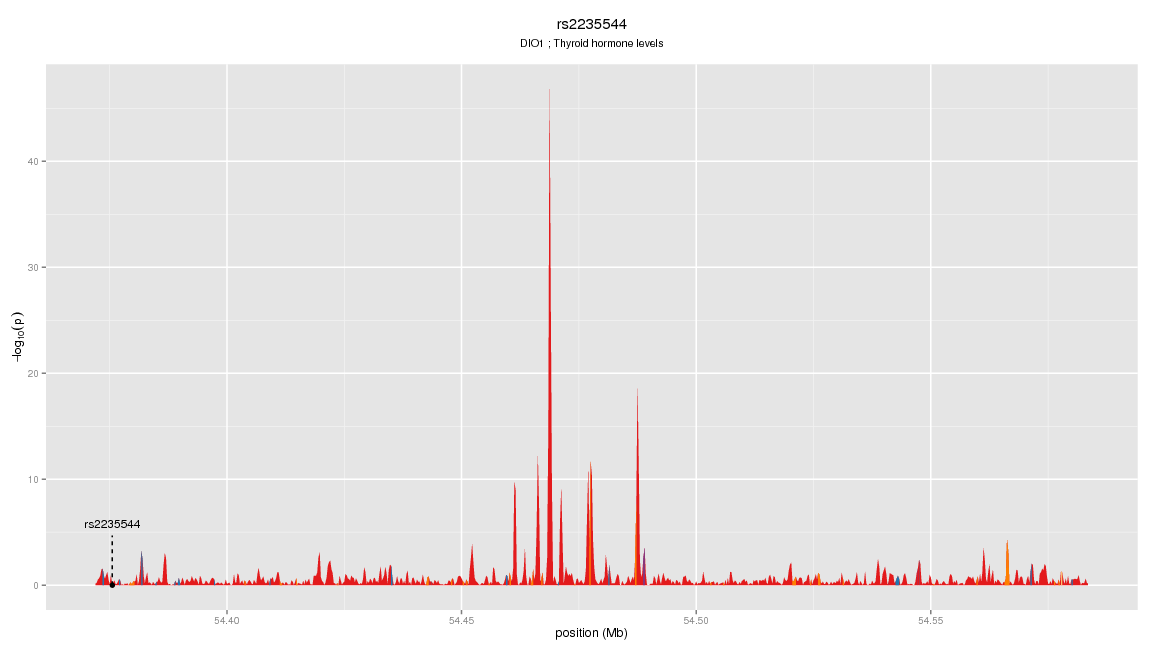 rs2235544
DIO1 ; Thyroid hormone levels
40
30
20
10
0
−log10(p)
rs2235544
54.40
54.45
54.50
54.55
position (Mb)